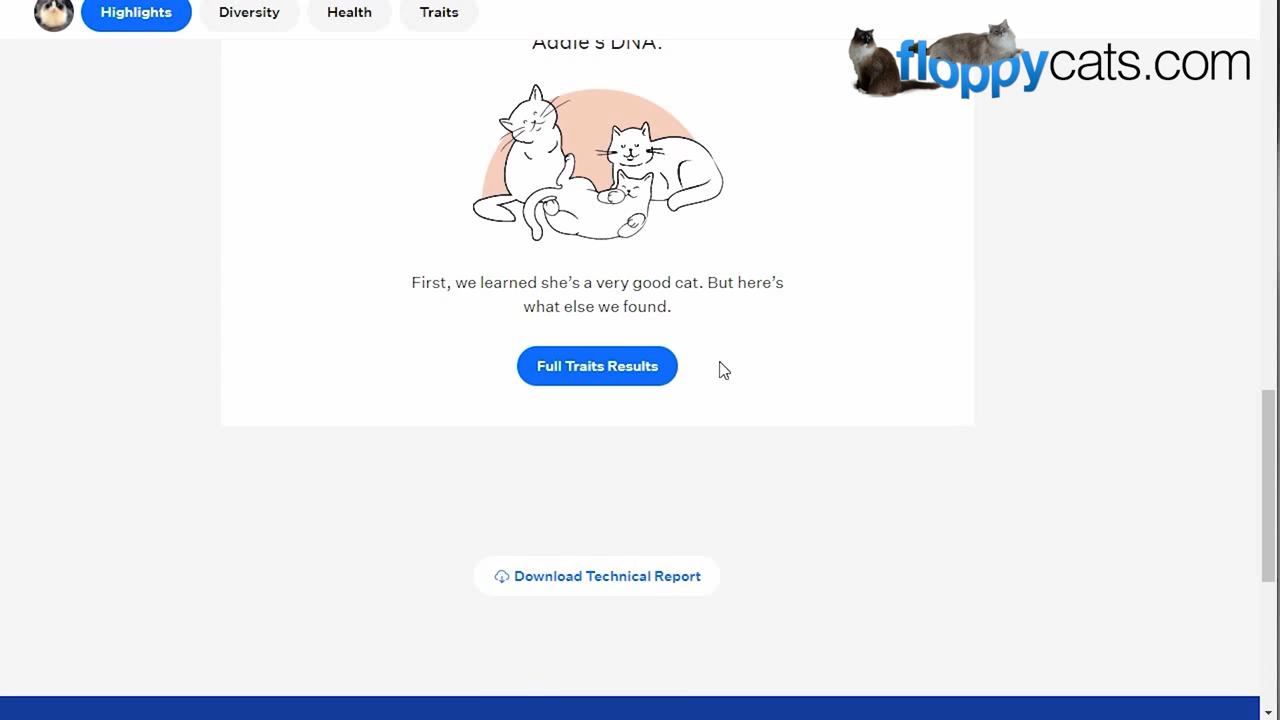 Highlights
Diversity
Health
Traits
floppycats.com
Addie's DNA.
First, we learned she's a very good cat. But here's
what else we found.
Full Traits Results
Download Technical Report